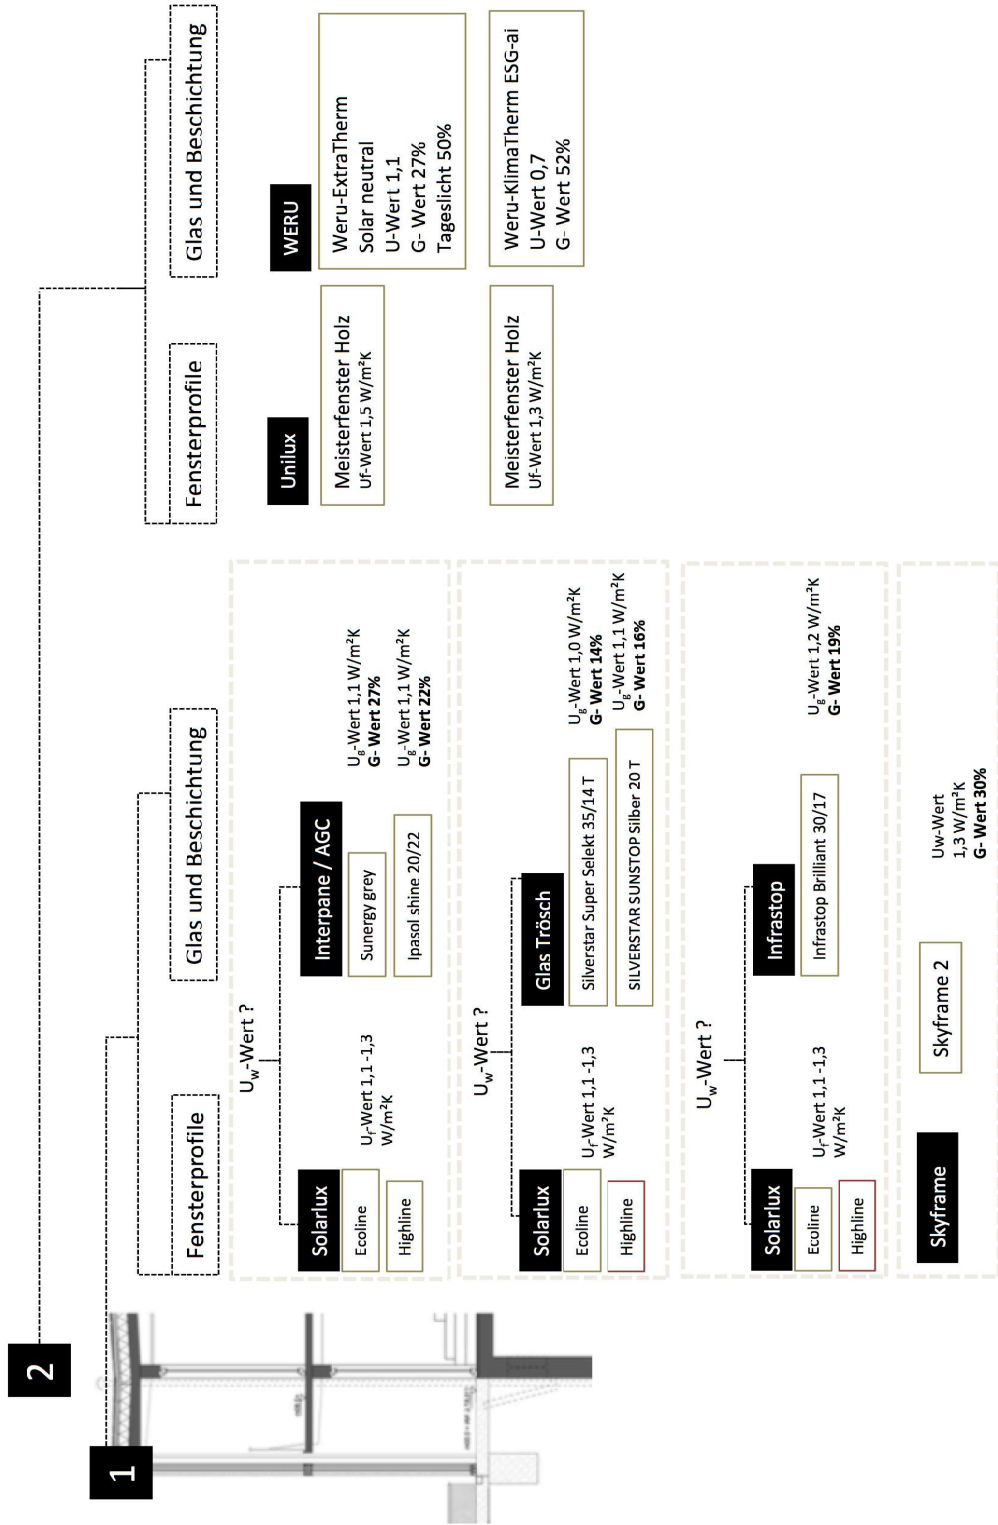 2
1
Fensterprofile
Glas und Beschichtung
Uw-Wert ?
Solarlux
Ecoline
Highline
Uf-Wert 1,1 -1,3
W/m²K
Interpane / AGC
Sunergy grey
Ipasol shine 20/22
Ug-Wert 1,1 W/m²K
G- Wert 27%
Ug-Wert 1,1 W/m²K
G- Wert 22%
Uw-Wert ?
Solarlux
Ecoline
Highline
Uf-Wert 1,1 -1,3
W/m²K
Glas Trösch
Silverstar Super Selekt 35/14 T
SILVERSTAR SUNSTOP Silber 20 T
Ug-Wert 1,0 W/m²K
G- Wert 14%
Ug-Wert 1,1 W/m²K
G- Wert 16%
Uw-Wert ?
Solarlux
Ecoline
Highline
Uf-Wert 1,1 -1,3
W/m²K
Infrastop
Infrastop Brilliant 30/17
Ug-Wert 1,2 W/m²K
G- Wert 19%
Skyframe
Skyframe 2
Uw-Wert
1,3 W/m²K
G- Wert 30%
Fensterprofile
Glas und Beschichtung
Unilux
Meisterfenster Holz
Uf-Wert 1,5 W/m²K
Meisterfenster Holz
Uf-Wert 1,3 W/m²K
WERU
Weru-ExtraTherm
Solar neutral
U-Wert 1,1
G- Wert 27%
Tageslicht 50%
Weru-KlimaTherm ESG-ai
U-Wert 0,7
G- Wert 52%